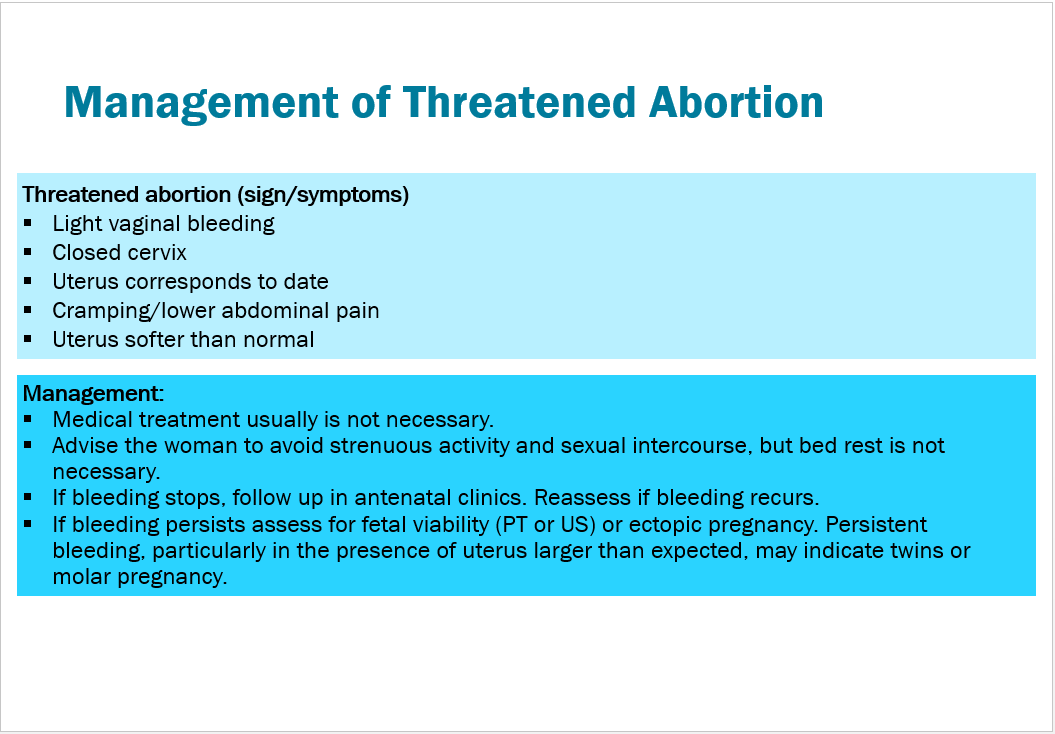 Management of Threatened Abortion
Threatened abortion (sign/symptoms)
▪ Light vaginal bleeding
▪ Closed cervix
▪ Uterus corresponds to date
▪ Cramping/lower abdominal pain
▪ Uterus softer than normal
Management:
▪ Medical treatment usually is not necessary.
▪ Advise the woman to avoid strenuous activity and sexual intercourse, but bed rest is not
necessary.
▪ If bleeding stops, follow up in antenatal clinics. Reassess if bleeding recurs.
▪ If bleeding persists assess for fetal viability (PT or US) or ectopic pregnancy. Persistent
bleeding, particularly in the presence of uterus larger than expected, may indicate twins or
molar pregnancy.